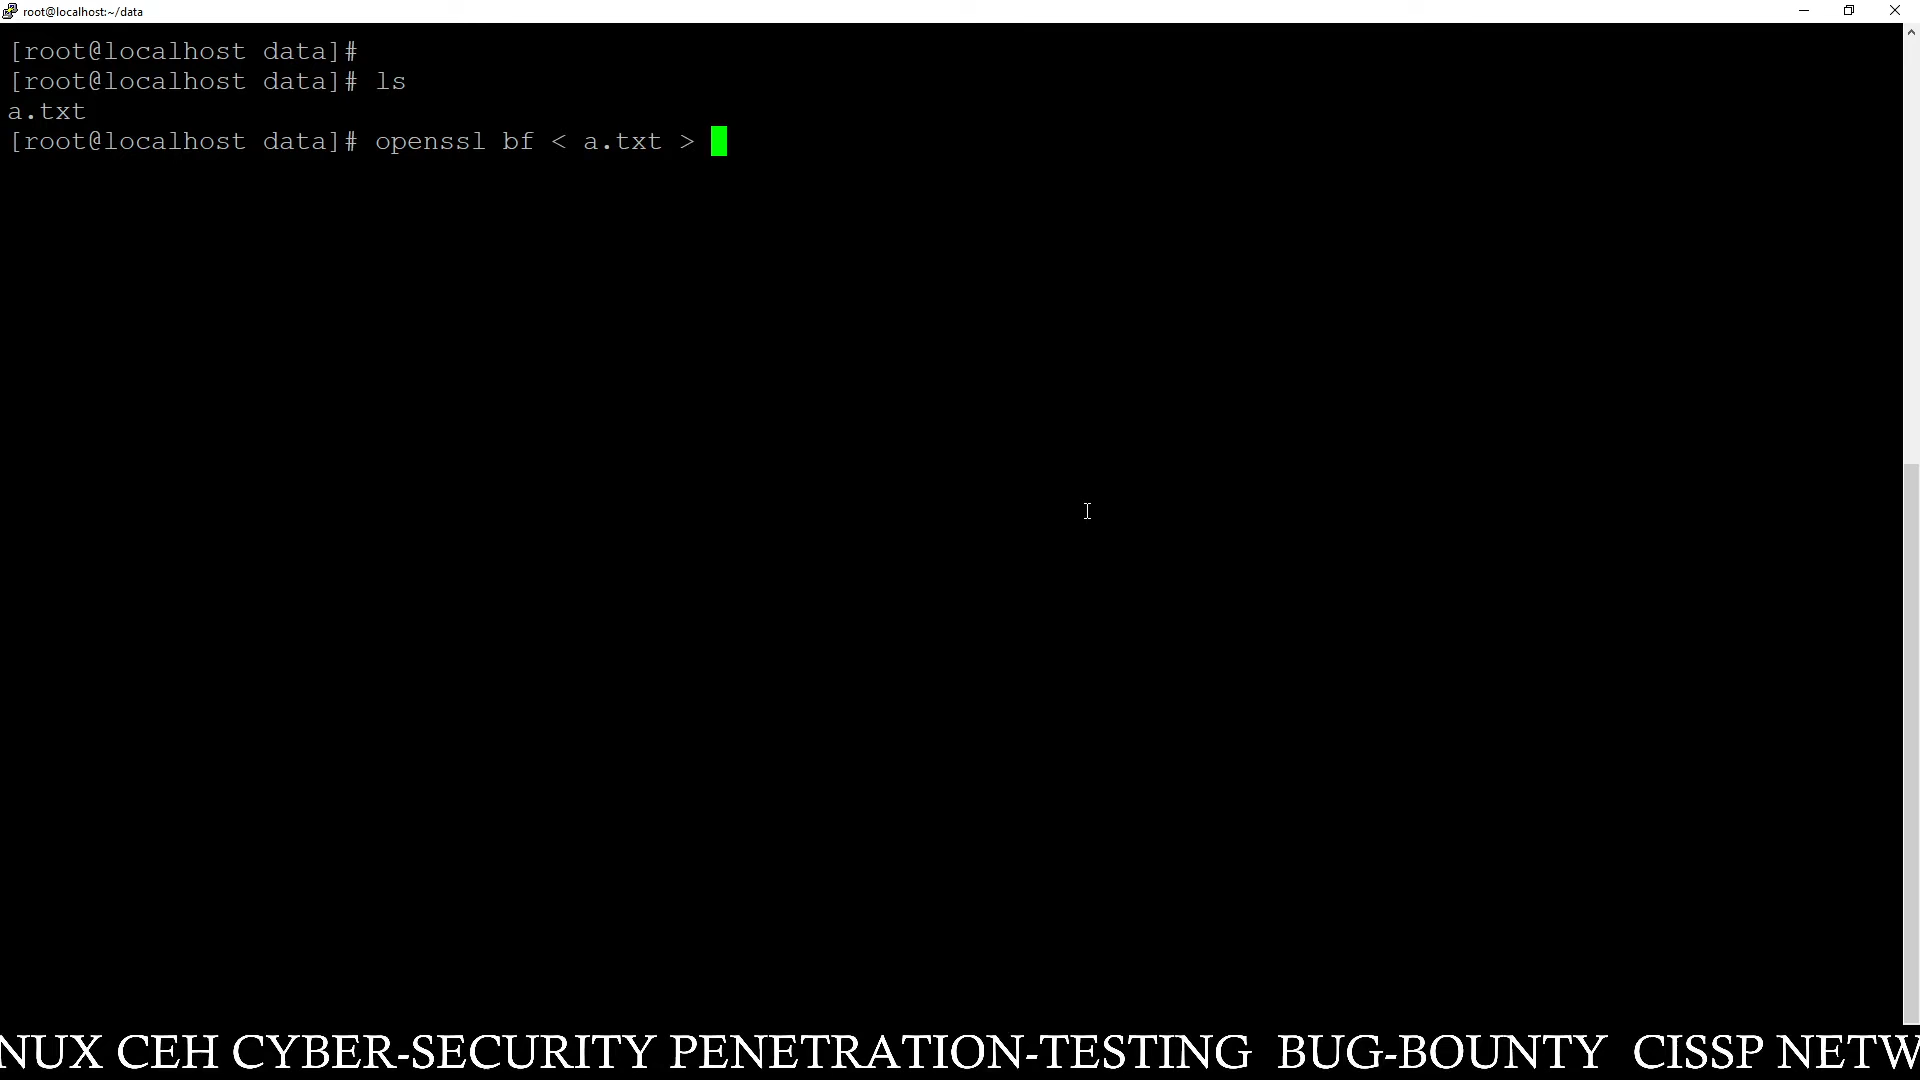 root@localhost:~/data
[root@localhost data]#
[root@localhost data]# ls
a.txt
[root@localhost data]# openssl bf < a.txt >
NUX CEH CYBER-SECURITY PENETRATION-TESTING BUG-BOUNTY CISSP NETW